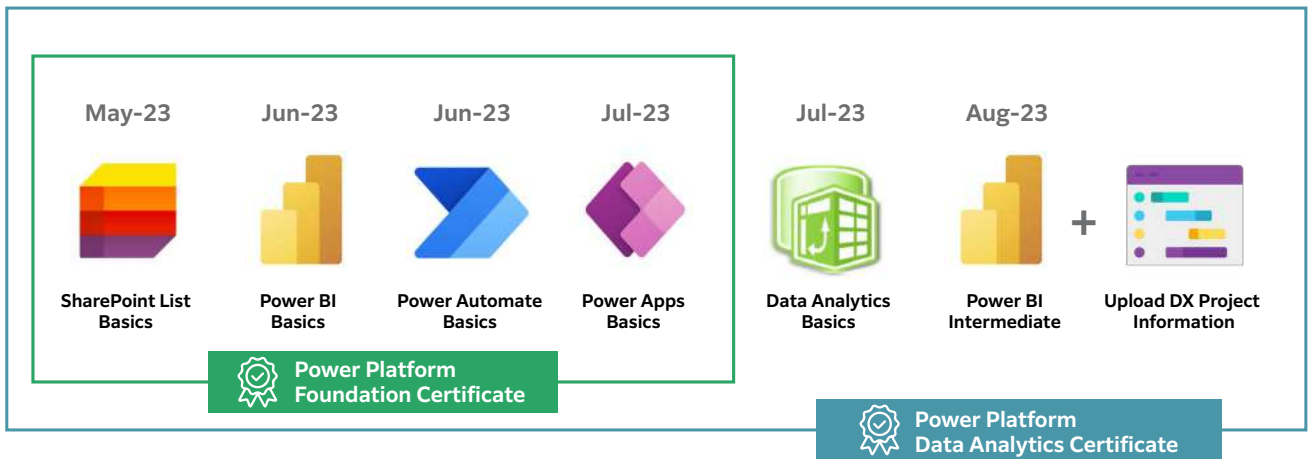 May-23
Jun-23
Jun-23
Jul-23
Jul-23
Aug-23
+
SharePoint List
Basics
Power BI
Basics
Power Automate
Basics
Power Apps
Basics
Data Analytics
Basics
Power BI
Intermediate
Upload DX Project
Information
Power Platform
Foundation Certificate
Power Platform
Data Analytics Certificate